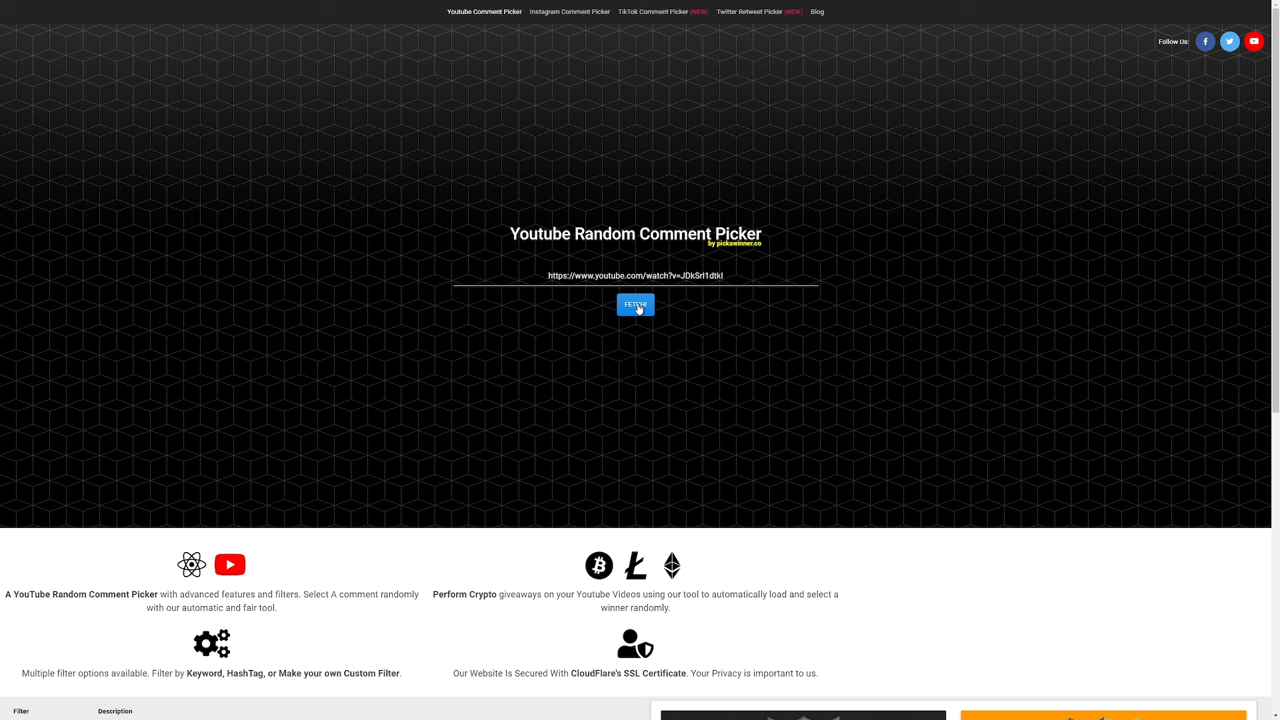 Youtube Comment Picker Instagram Comment Picker TikTok Comment Picker (NEW) Twitter Retweet Picker (NEW) Blog
Follow Us:
Youtube Random Comment Picker
by pickawinner.co
https://www.youtube.com/watch?v=JDkSrl1dtkI
FETCH!
A YouTube Random Comment Picker with advanced features and filters. Select A comment randomly
with our automatic and fair tool.
Perform Crypto giveaways on your Youtube Videos using our tool to automatically load and select a
winner randomly.
Multiple filter options available. Filter by Keyword, HashTag, or Make your own Custom Filter.
Our Website Is Secured With CloudFlare's SSL Certificate. Your Privacy is important to us.
Filter Description